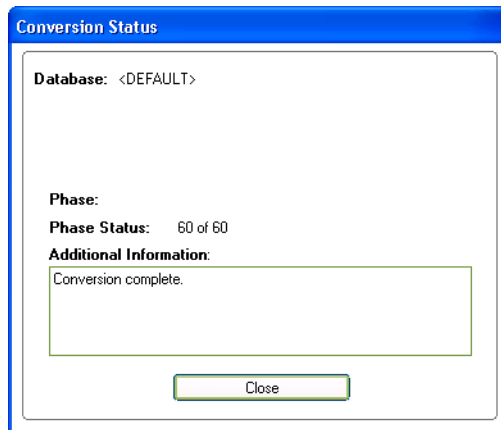 Conversion Status
Database: <DEFAULT>
Phase:
Phase Status: 60 of 60
Additional Information:
Conversion complete.
Close